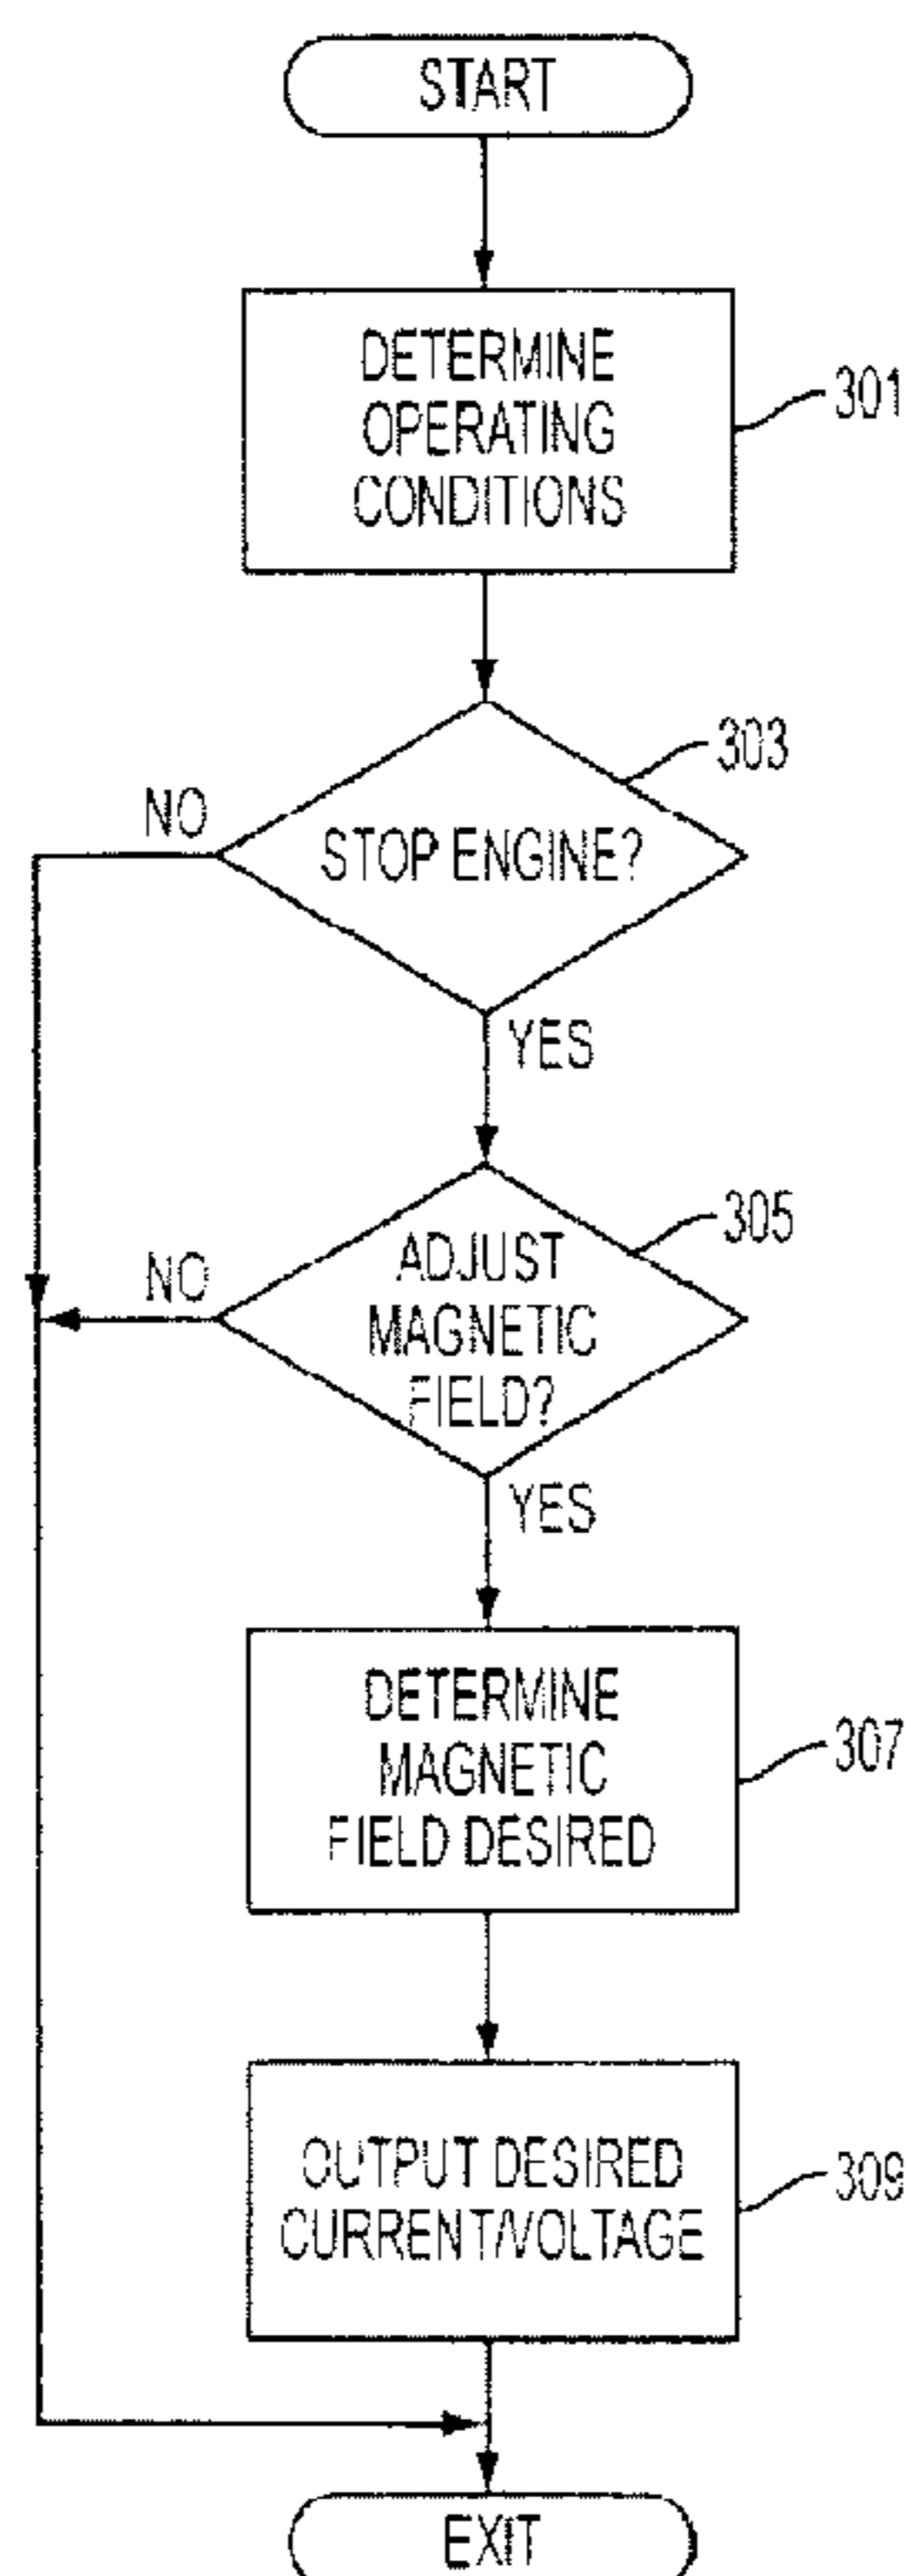 START
DETERMINE
OPERATING
CONDITIONS
301
303
NO
STOP ENGINE?
YES
305
NO
ADJUST
MAGNETIC
FIELD?
YES
DETERMINE
MAGNETIC
FIELD DESIRED
307
OUTPUT DESIRED
CURRENT/VOLTAGE
309
EXIT